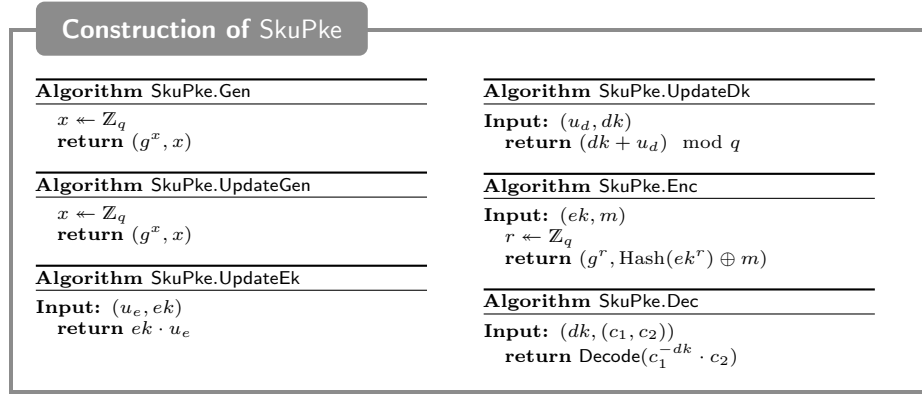 Construction of SkuPke
Algorithm SkuPke.Gen
x ↞ ℤ_q
return (g^x, x)
Algorithm SkuPke.UpdateGen
x ↞ ℤ_q
return (g^x, x)
Algorithm SkuPke.UpdateEk
Input: (u_e, ek)
return ek · u_e
Algorithm SkuPke.UpdateDk
Input: (u_d, dk)
return (dk + u_d) mod q
Algorithm SkuPke.Enc
Input: (ek, m)
r ↞ ℤ_q
return (g^r, Hash(ek^r) ⊕ m)
Algorithm SkuPke.Dec
Input: (dk, (c_1, c_2))
return Decode(c_1^{-dk} · c_2)